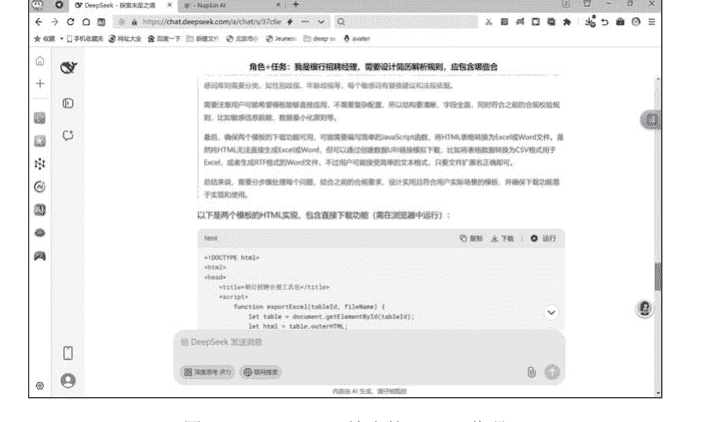 DeepSeek - 探索未至之境
Napkin AI
https://chat.deepseek.com/a/chat/s/37c5e
收藏 手机收藏夹 网址大全 百度一下 新建文件 北京市小 Jeunesse deep se avater
角色+任务：我是银行招聘经理，需要设计简历解析规则，应包含哪些合
感词库则需要分类，如性别歧视、年龄歧视等，每个敏感词有替换建议和法规依据。
需要注意用户可能希望模板能够直接应用，不需要复杂配置，所以结构要清晰，字段全面，同时符合之前的合规校验规
则，比如敏感信息脱敏、数据最小化原则等。
最后，确保两个模板的下载功能可用，可能需要编写简单的JavaScript函数，将HTML表格转换为Excel或Word文件。虽
然纯HTML无法直接生成Excel或Word，但可以通过创建数据URI链接模拟下载，比如将表格数据转换为CSV格式用于
Excel，或者生成RTF格式的Word文件，不过用户可能接受简单的文本格式，只要文件扩展名正确即可。
总结来说，需要分步骤处理每个问题，结合之前的合规要求，设计实用且符合用户实际场景的模板，并确保下载功能易
于实现和使用。
以下是两个模板的HTML实现，包含直接下载功能（需在浏览器中运行）：
html 复制 下载 运行
<!DOCTYPE html>
<html>
<head>
<title>银行招聘合规工具包</title>
<script>
function exportExcel(tableId, fileName) {
let table = document.getElementById(tableId);
let html = table.outerHTML;
给 DeepSeek 发送消息
深度思考 (R1) 联网搜索
内容由 AI 生成，请仔细甄别